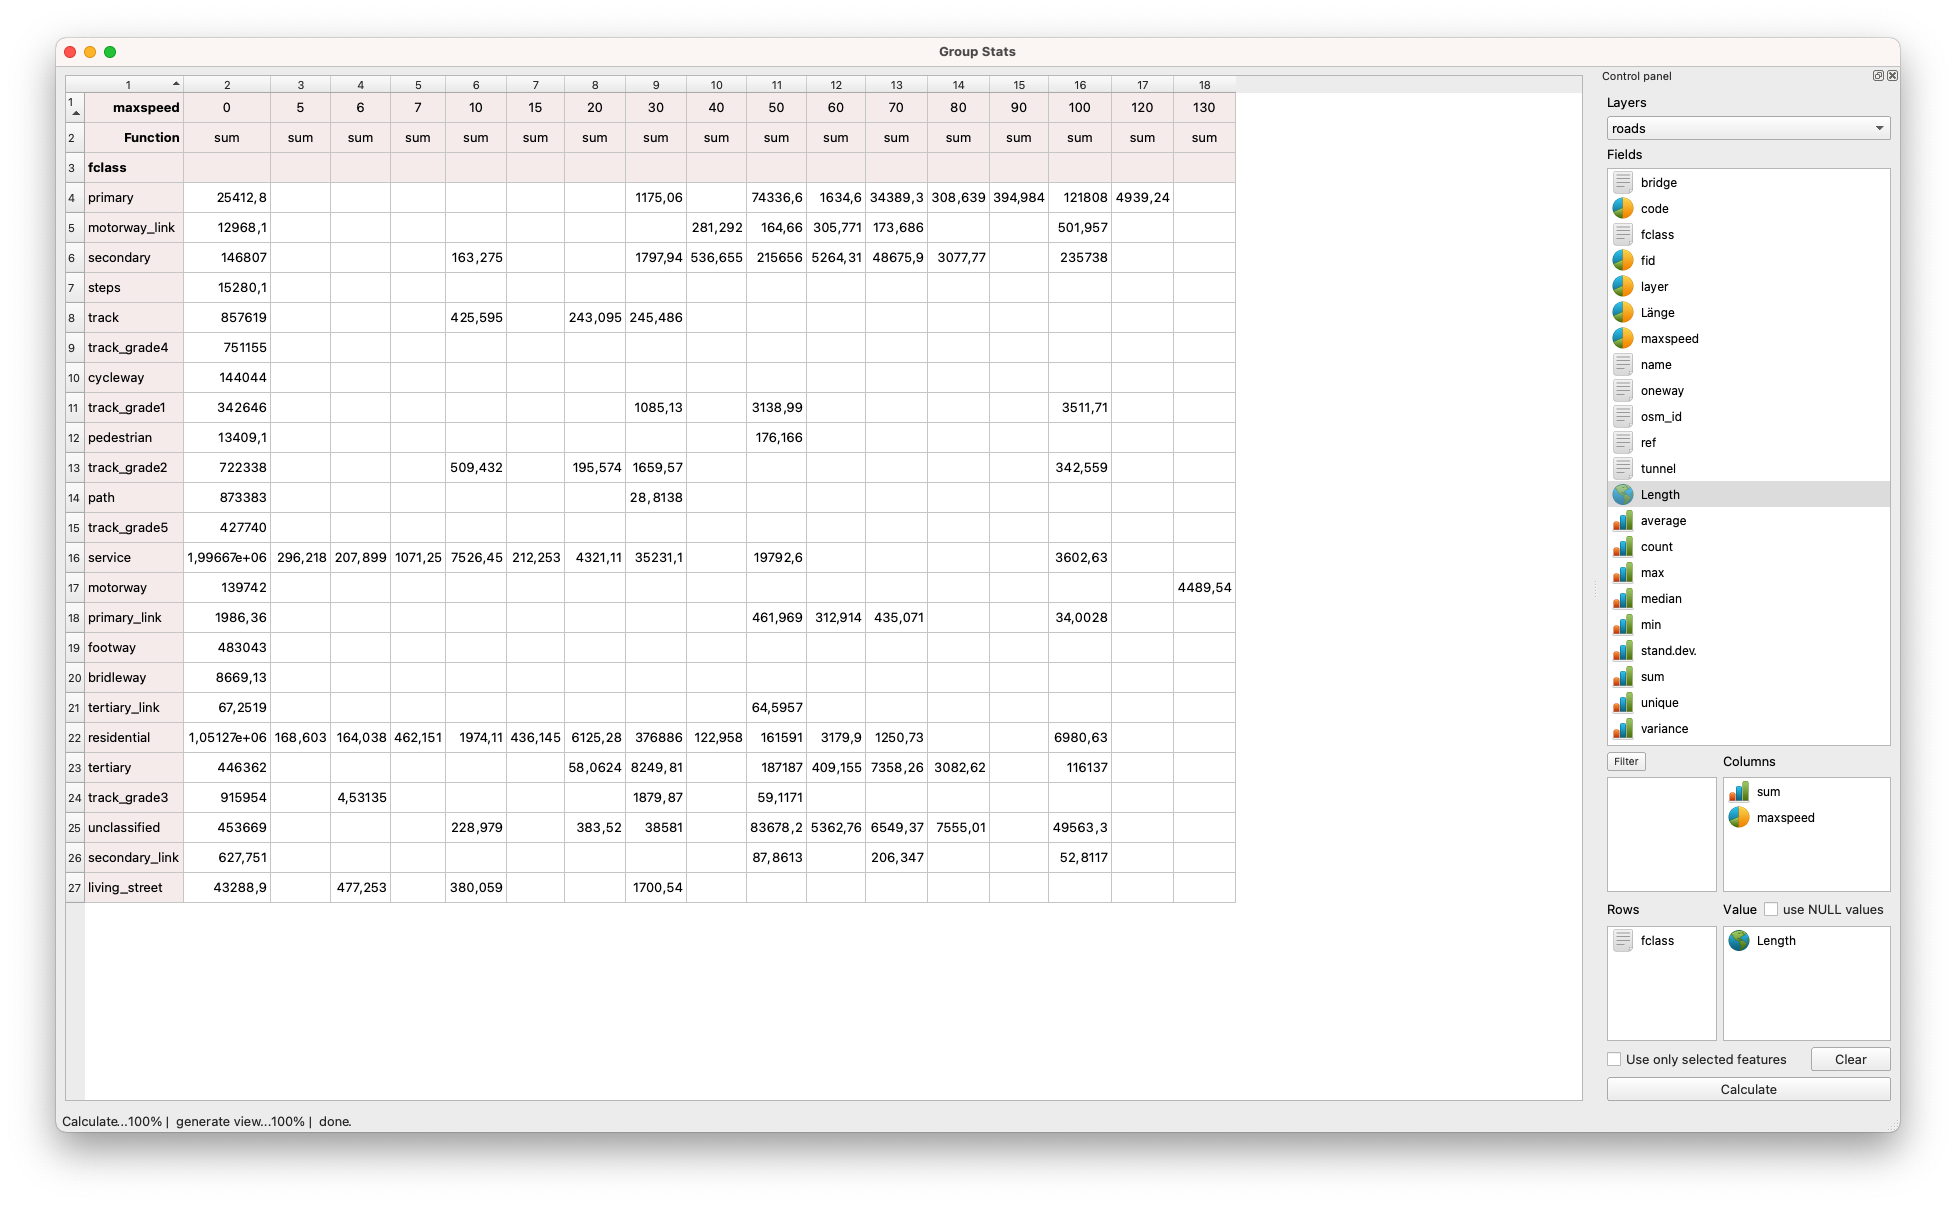 Group Stats
1 2 3 4 5 6 7 8 9 10 11 12 13 14 15 16 17 18
1 maxspeed 0 5 6 7 10 15 20 30 40 50 60 70 80 90 100 120 130
2 Function sum sum sum sum sum sum sum sum sum sum sum sum sum sum sum sum sum
3 fclass
4 primary 25412,8 1175,06 74336,6 1634,6 34389,3 308,639 394,984 121808 4939,24
5 motorway_link 12968,1 281,292 164,66 305,771 173,686 501,957
6 secondary 146807 163,275 1797,94 536,655 215656 5264,31 48675,9 3077,77 235738
7 steps 15280,1
8 track 857619 425,595 243,095 245,486
9 track_grade4 751155
10 cycleway 144044
11 track_grade1 342646 1085,13 3138,99 3511,71
12 pedestrian 13409,1 176,166
13 track_grade2 722338 509,432 195,574 1659,57 342,559
14 path 873383 28,8138
15 track_grade5 427740
16 service 1,99667e+06 296,218 207,899 1071,25 7526,45 212,253 4321,11 35231,1 19792,6 3602,63
17 motorway 139742 4489,54
18 primary_link 1986,36 461,969 312,914 435,071 34,0028
19 footway 483043
20 bridleway 8669,13
21 tertiary_link 67,2519 64,5957
22 residential 1,05127e+06 168,603 164,038 462,151 1974,11 436,145 6125,28 376886 122,958 161591 3179,9 1250,73 6980,63
23 tertiary 446362 58,0624 8249,81 187187 409,155 7358,26 3082,62 116137
24 track_grade3 915954 4,53135 1879,87 59,1171
25 unclassified 453669 228,979 383,52 38581 83678,2 5362,76 6549,37 7555,01 49563,3
26 secondary_link 627,751 87,8613 206,347 52,8117
27 living_street 43288,9 477,253 380,059 1700,54
Calculate...100% | generate view...100% | done.
Control panel
Layers
roads
Fields
bridge
code
fclass
fid
layer
Länge
maxspeed
name
oneway
osm_id
ref
tunnel
Length
average
count
max
median
min
stand.dev.
sum
unique
variance
Filter
Columns
sum
maxspeed
Rows
Value use NULL values
fclass
Length
Use only selected features
Clear
Calculate